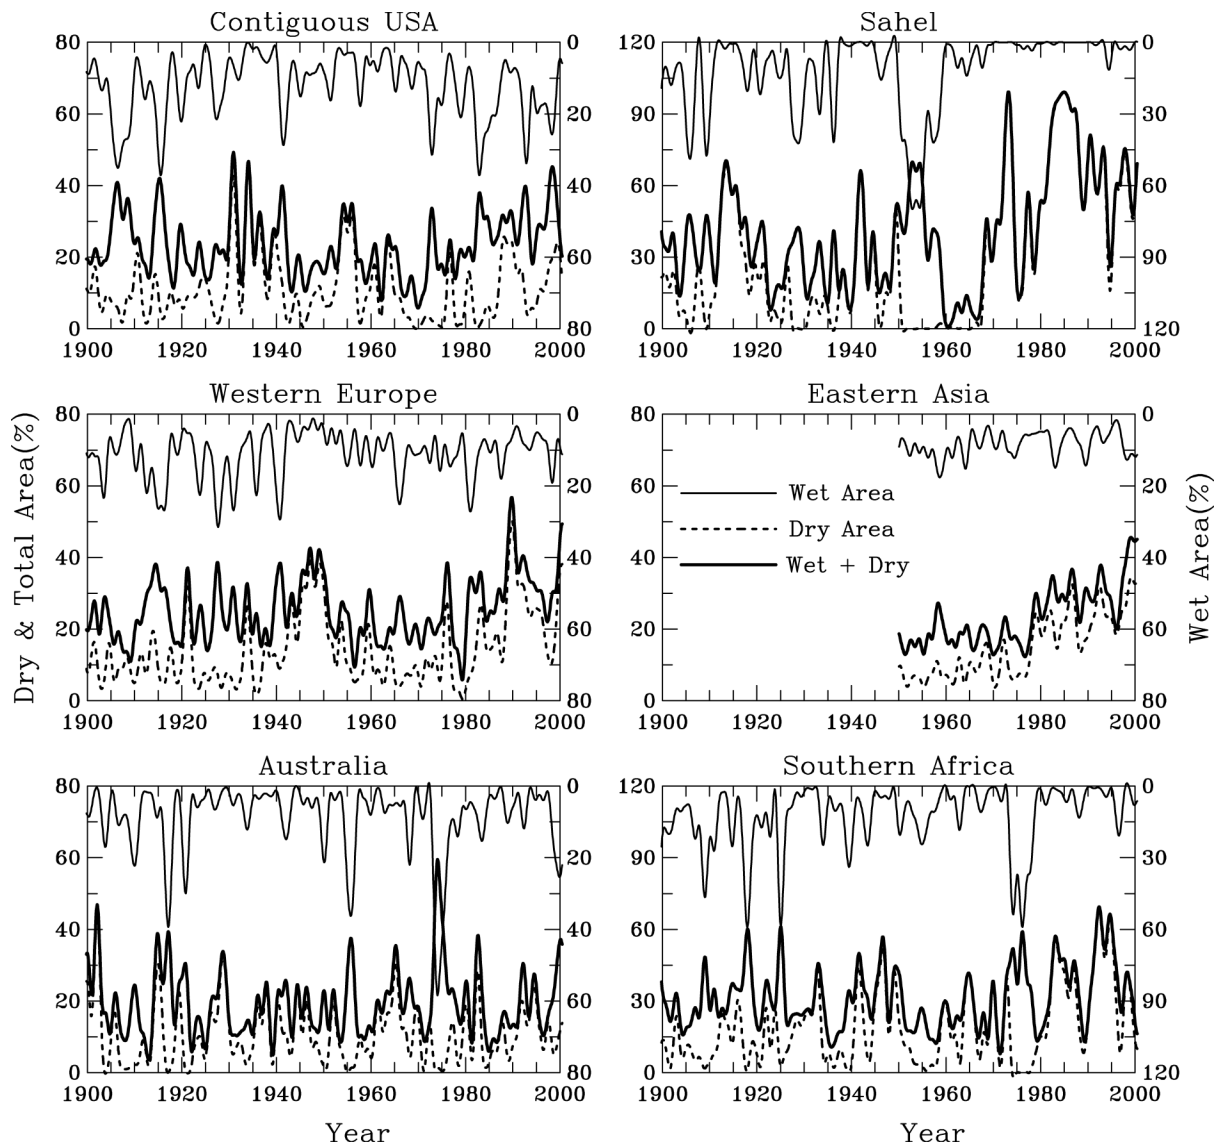 Contiguous USA
Sahel
80 0 120 0
60 20 90 30
40 40 60 60
20 60 30 90
0 80 0 120
1900 1920 1940 1960 1980 2000 1900 1920 1940 1960 1980 2000
Western Europe
Eastern Asia
80 0 80 0
60 20 60 20
40 40 40 40
20 60 20 60
0 80 0 80
1900 1920 1940 1960 1980 2000 1900 1920 1940 1960 1980 2000
Wet Area
Dry Area
Wet + Dry
Dry & Total Area(%)
Wet Area(%)
Australia
Southern Africa
80 0 120 0
60 20 90 30
40 40 60 60
20 60 30 90
0 80 0 120
1900 1920 1940 1960 1980 2000 1900 1920 1940 1960 1980 2000
Year
Year